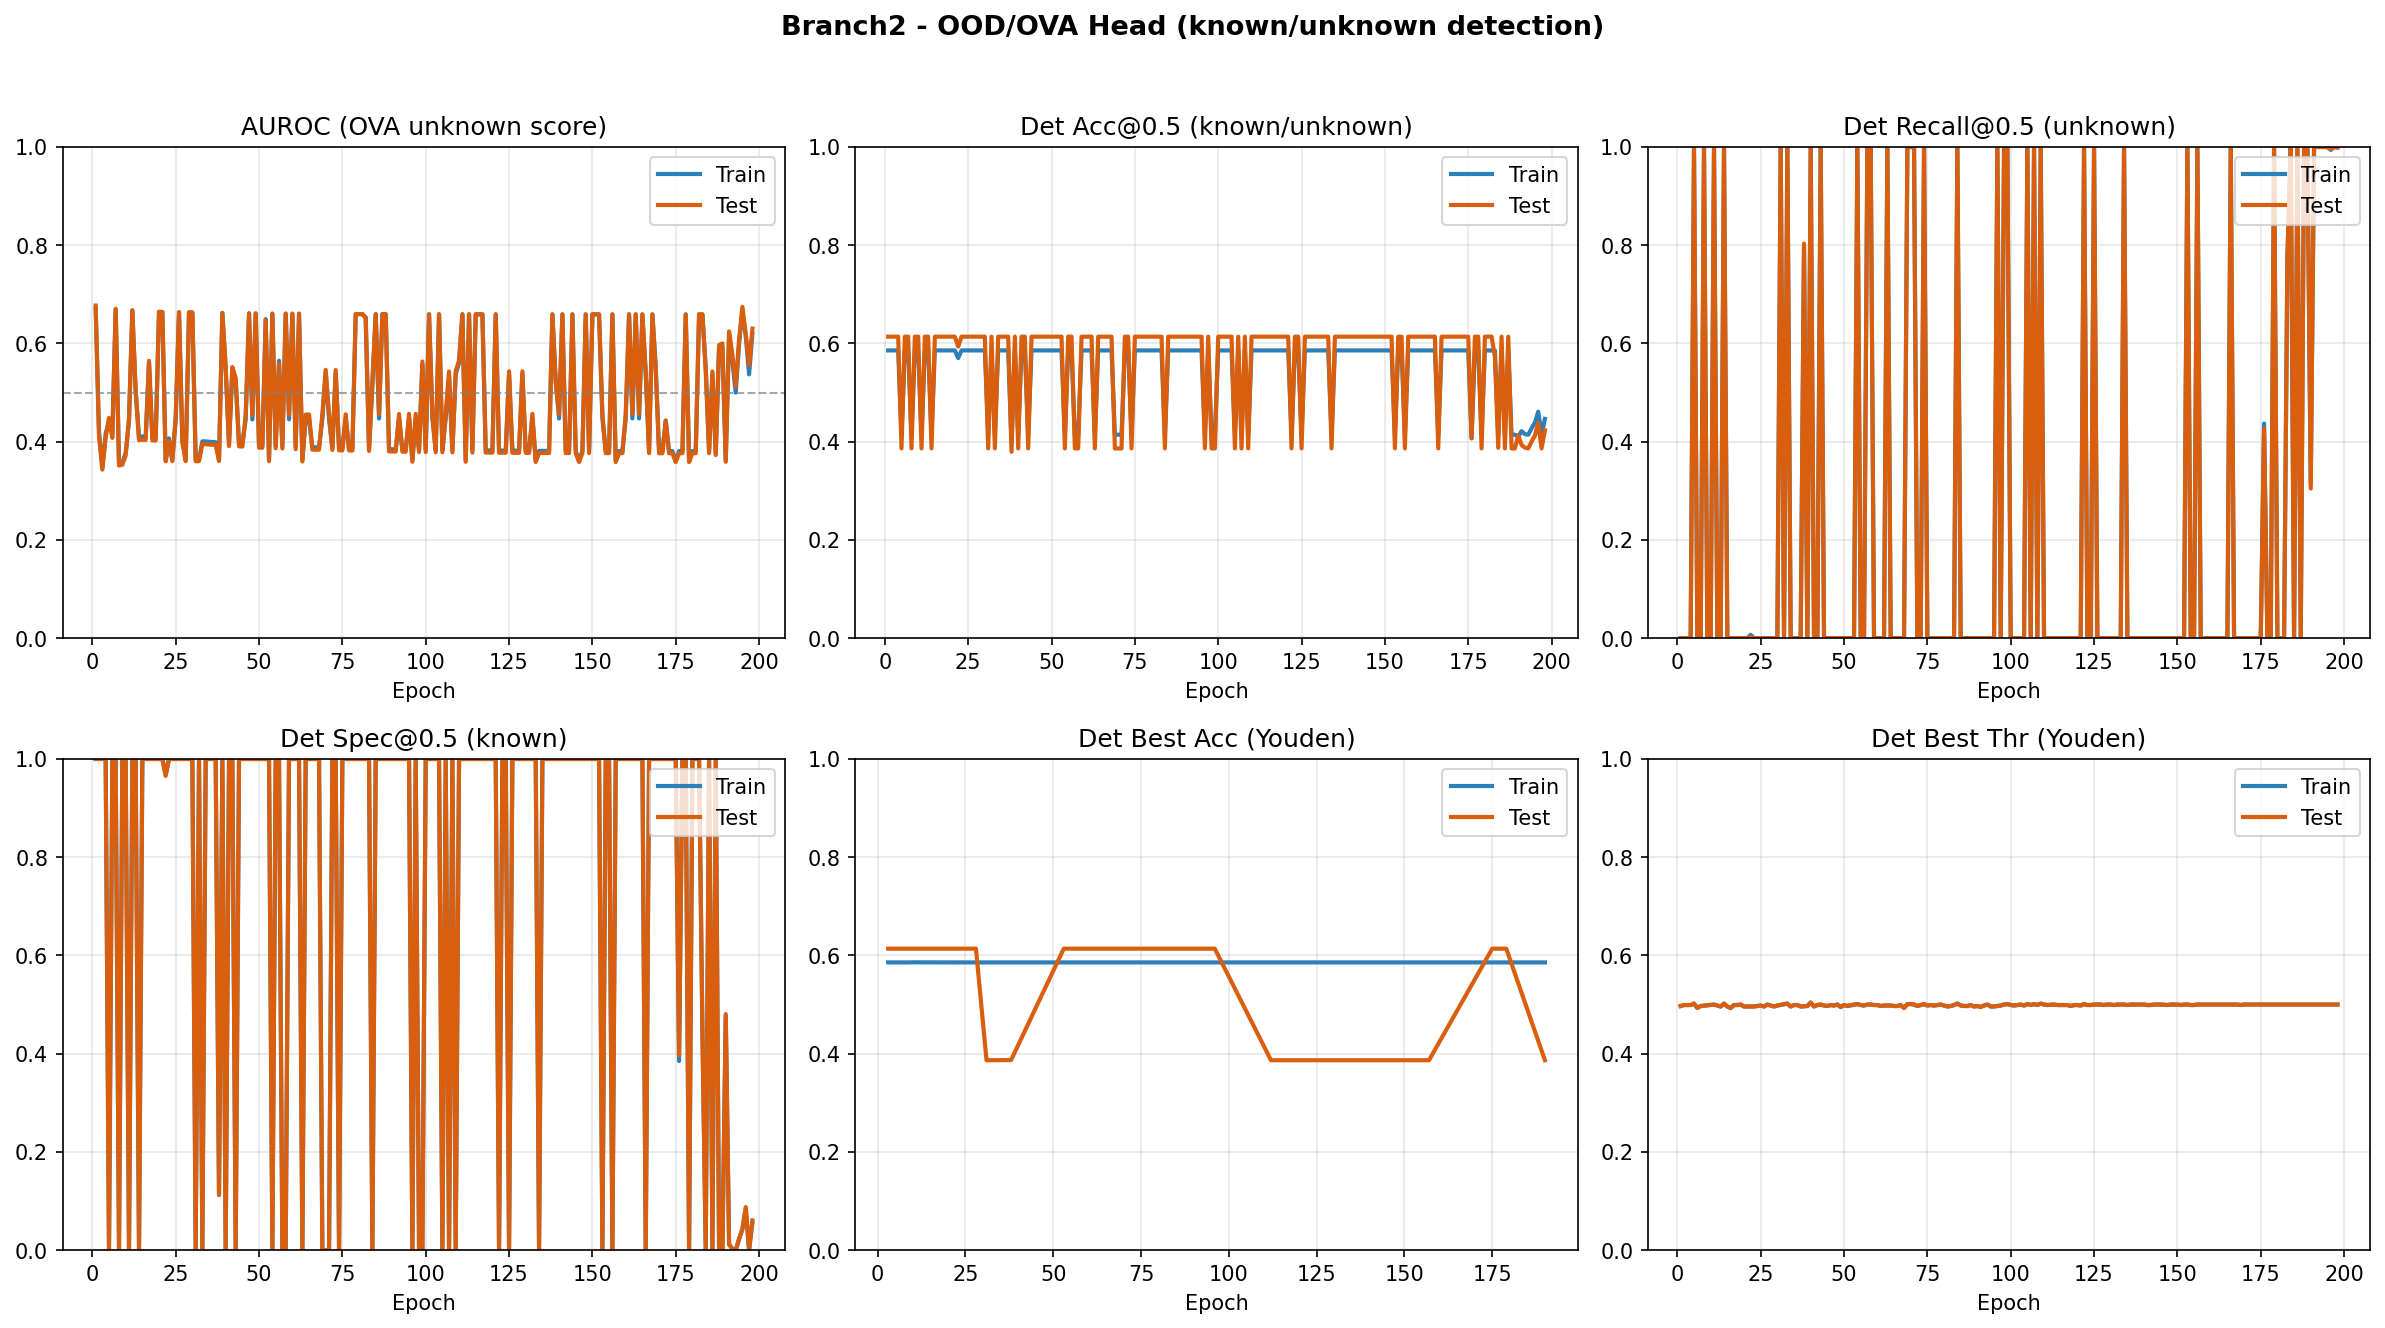 Branch2 - OOD/OVA Head (known/unknown detection)
AUROC (OVA unknown score)
1.0
0.8
0.6
0.4
0.2
0.0
Train
Test
0 25 50 75 100 125 150 175 200
Epoch
Det Acc@0.5 (known/unknown)
1.0
0.8
0.6
0.4
0.2
0.0
Train
Test
0 25 50 75 100 125 150 175 200
Epoch
Det Recall@0.5 (unknown)
1.0
0.8
0.6
0.4
0.2
0.0
Train
Test
0 25 50 75 100 125 150 175 200
Epoch
Det Spec@0.5 (known)
1.0
0.8
0.6
0.4
0.2
0.0
Train
Test
0 25 50 75 100 125 150 175 200
Epoch
Det Best Acc (Youden)
1.0
0.8
0.6
0.4
0.2
0.0
Train
Test
0 25 50 75 100 125 150 175
Epoch
Det Best Thr (Youden)
1.0
0.8
0.6
0.4
0.2
0.0
Train
Test
0 25 50 75 100 125 150 175 200
Epoch